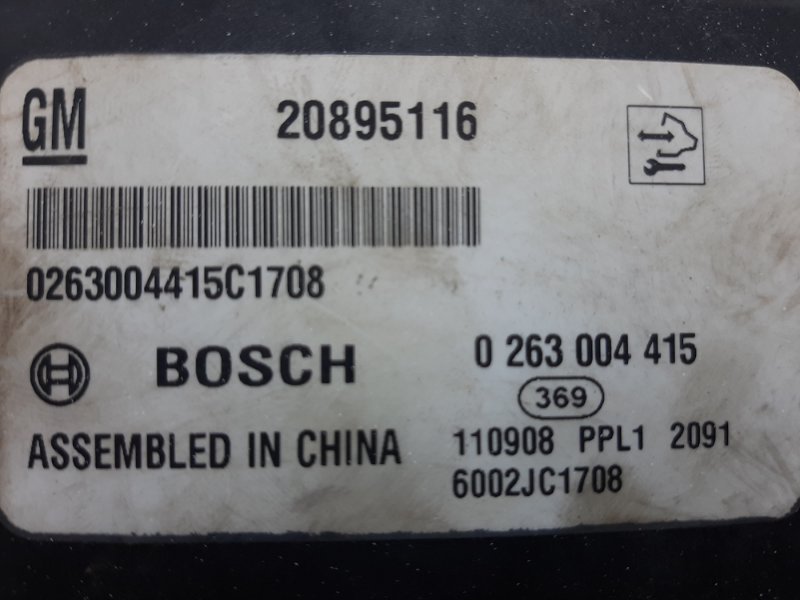 GM 20895116
0263004415C1708
BOSCH 0 263 004 415
369
ASSEMBLED IN CHINA 110908 PPL1 2091
6002JC1708